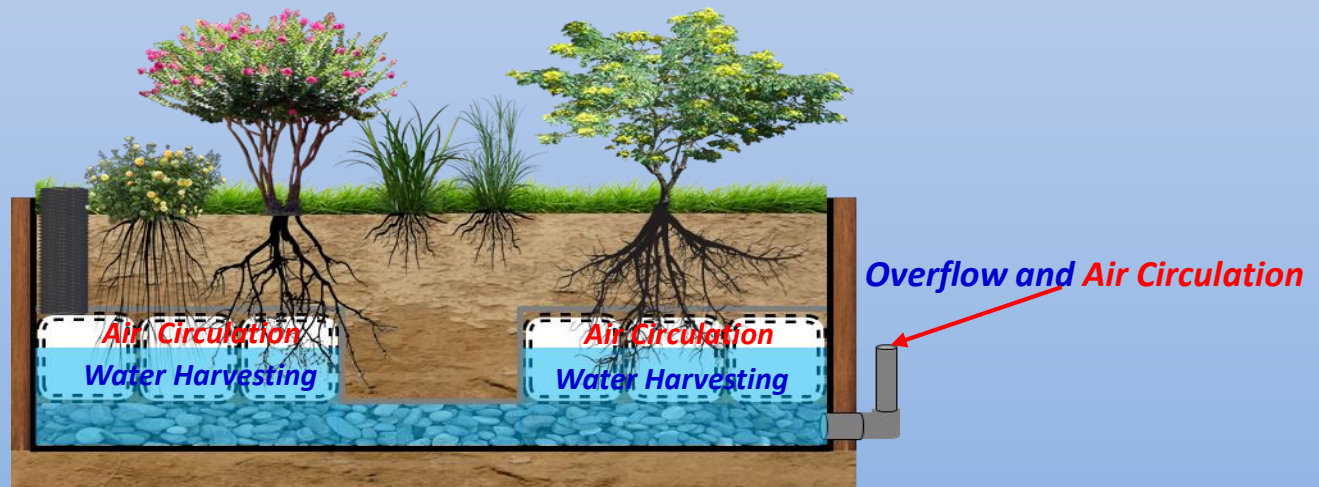 Overflow and Air Circulation
Air Circulation
Water Harvesting
Air Circulation
Water Harvesting